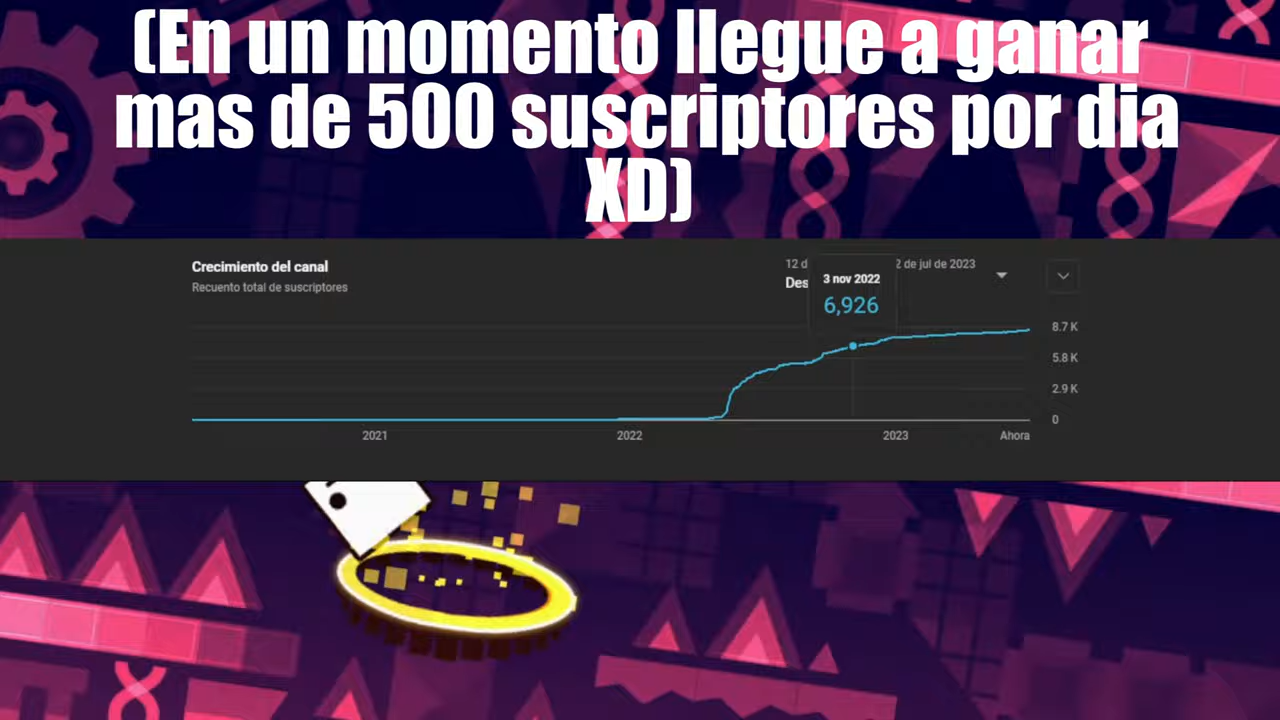 (En un momento llegue a ganar
mas de 500 suscriptores por dia
XD)
Crecimiento del canal
Recuento total de suscriptores
12 d
2 de jul de 2023
Des
3 nov 2022
6,926
8.7 K
5.8 K
2.9 K
0
2021
2022
2023
Ahora